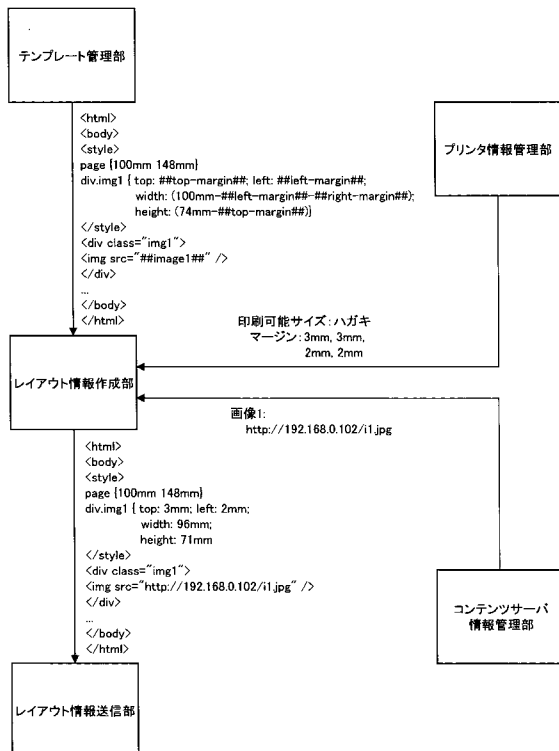 テンプレート管理部
<html>
<body>
<style>
page {100mm 148mm}
div.img1 { top: ##top-margin##; left: ##left-margin##;
width: (100mm-##left-margin##-##right-margin##);
height: (74mm-##top-margin##)}
</style>
<div class="img1">
<img src="##image1##" />
</div>
...
</body>
</html>
プリンタ情報管理部
印刷可能サイズ: ハガキ
マージン: 3mm, 3mm,
2mm, 2mm
レイアウト情報作成部
画像1:
http://192.168.0.102/i1.jpg
<html>
<body>
<style>
page {100mm 148mm}
div.img1 { top: 3mm; left: 2mm;
width: 96mm;
height: 71mm
</style>
<div class="img1">
<img src="http://192.168.0.102/i1.jpg" />
</div>
...
</body>
</html>
コンテンツサーバ
情報管理部
レイアウト情報送信部